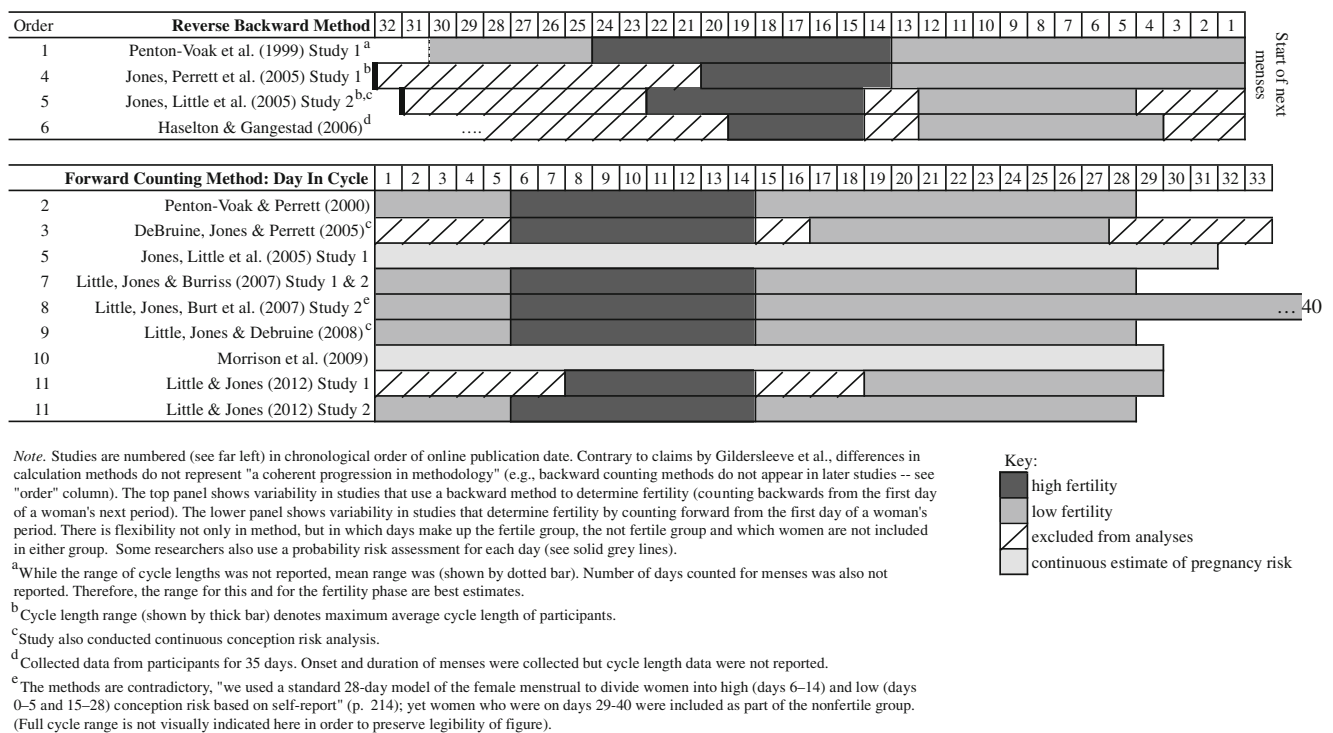 Order Reverse Backward Method 32 31 30 29 28 27 26 25 24 22 21 20 19 18 17 16 15 14 13 12 11 10 9 8 7 6 5 4 3 2 1
1 Penton-Voak et al. (1999) Study 1a
4 Jones, Perrett et al. (2005) Study 1b
5 Jones, Little et al. (2005) Study 2b,c
6 Haselton & Gangestad (2006)d ....
Start of next
menses
Forward Counting Method: Day In Cycle 1 2 3 4 5 6 7 8 9 10 11 12 13 14 15 16 17 18 19 20 21 22 23 24 25 26 27 28 29 30 31 32 33
2 Penton-Voak & Perrett (2000)
3 DeBruine, Jones & Perrett (2005)c
5 Jones, Little et al. (2005) Study 1
7 Little, Jones & Burriss (2007) Study 1 & 2
8 Little, Jones, Burt et al. (2007) Study 2e ... 40
9 Little, Jones & Debruine (2008)c
10 Morrison et al. (2009)
11 Little & Jones (2012) Study 1
11 Little & Jones (2012) Study 2
Note. Studies are numbered (see far left) in chronological order of online publication date. Contrary to claims by Gildersleeve et al., differences in
calculation methods do not represent "a coherent progression in methodology" (e.g., backward counting methods do not appear in later studies -- see
"order" column). The top panel shows variability in studies that use a backward method to determine fertility (counting backwards from the first day
of a woman's next period). The lower panel shows variability in studies that determine fertility by counting forward from the first day of a woman's
period. There is flexibility not only in method, but in which days make up the fertile group, the not fertile group and which women are not included
in either group. Some researchers also use a probability risk assessment for each day (see solid grey lines).
aWhile the range of cycle lengths was not reported, mean range was (shown by dotted bar). Number of days counted for menses was also not
reported. Therefore, the range for this and for the fertility phase are best estimates.
bCycle length range (shown by thick bar) denotes maximum average cycle length of participants.
cStudy also conducted continuous conception risk analysis.
dCollected data from participants for 35 days. Onset and duration of menses were collected but cycle length data were not reported.
eThe methods are contradictory, "we used a standard 28-day model of the female menstrual to divide women into high (days 6–14) and low (days
0–5 and 15–28) conception risk based on self-report" (p. 214); yet women who were on days 29-40 were included as part of the nonfertile group.
(Full cycle range is not visually indicated here in order to preserve legibility of figure).
Key:
high fertility
low fertility
excluded from analyses
continuous estimate of pregnancy risk